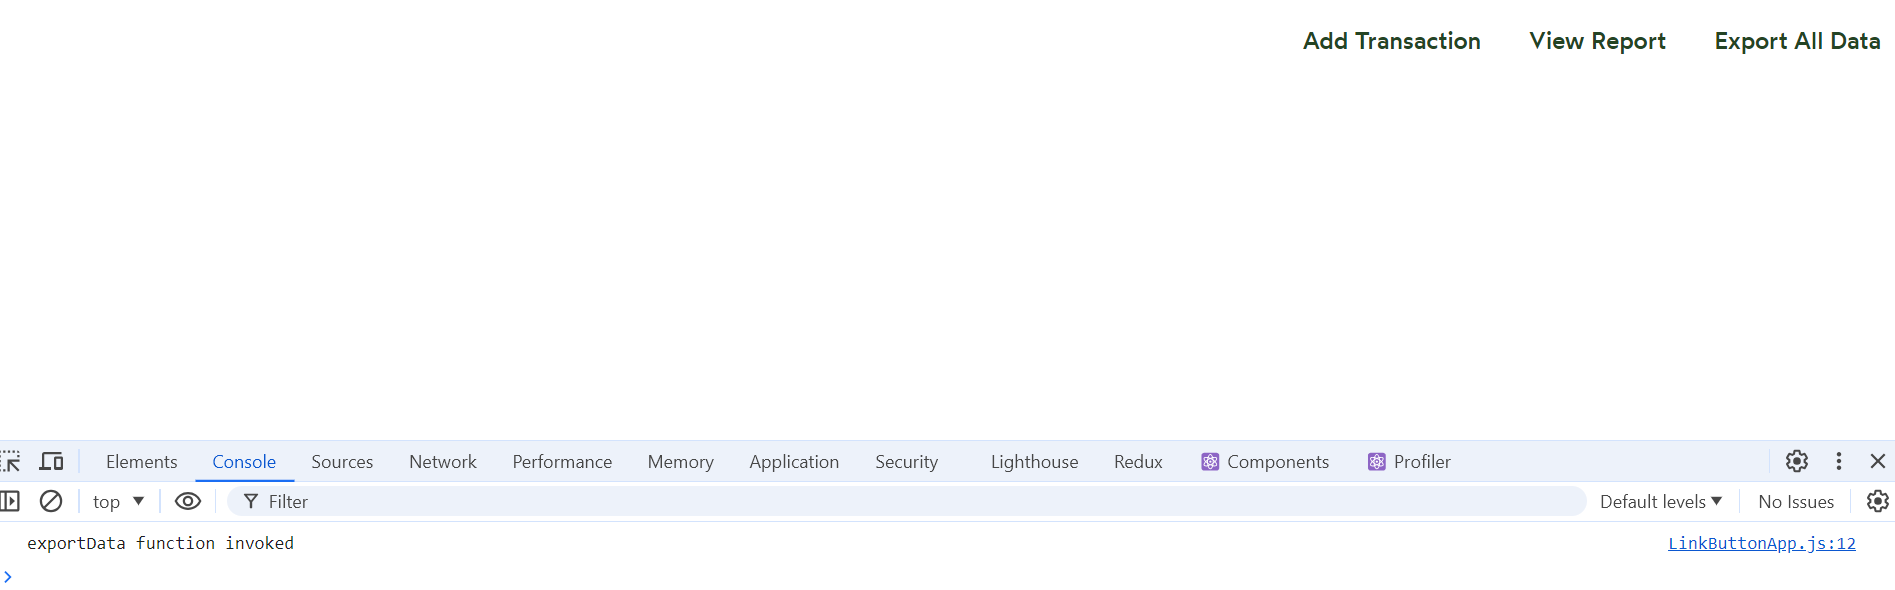 Add Transaction View Report Export All Data
Elements Console Sources Network Performance Memory Application Security Lighthouse Redux Components Profiler
top Filter Default levels No Issues
exportData function invoked LinkButtonApp.js:12